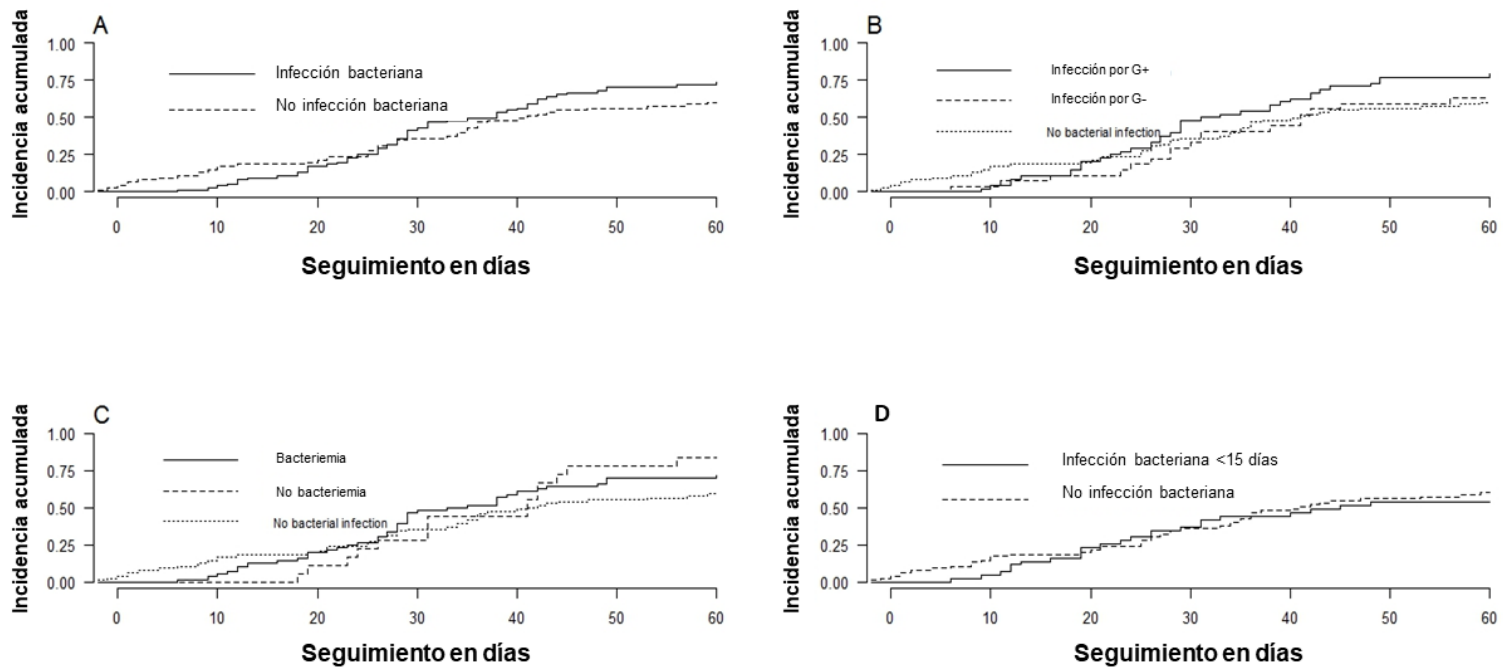 A
Incidencia acumulada
1.00
0.75
0.50
0.25
0.00
Infección bacteriana
No infección bacteriana
0 10 20 30 40 50 60
Seguimiento en días
B
Incidencia acumulada
1.00
0.75
0.50
0.25
0.00
Infección por G+
Infección por G-
No bacterial infection
0 10 20 30 40 50 60
Seguimiento en días
C
Incidencia acumulada
1.00
0.75
0.50
0.25
0.00
Bacteriemia
No bacteriemia
No bacterial infection
0 10 20 30 40 50 60
Seguimiento en días
D
Incidencia acumulada
1.00
0.75
0.50
0.25
0.00
Infección bacteriana <15 días
No infección bacteriana
0 10 20 30 40 50 60
Seguimiento en días